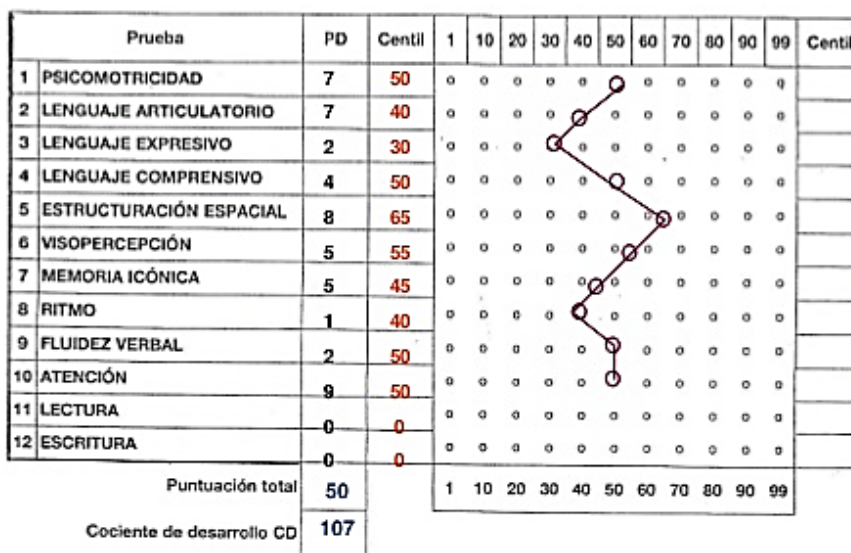 Prueba PD Centil 1 10 20 30 40 50 60 70 80 90 99 Centil
1 PSICOMOTRICIDAD 7 50
2 LENGUAJE ARTICULATORIO 7 40
3 LENGUAJE EXPRESIVO 2 30
4 LENGUAJE COMPRENSIVO 4 50
5 ESTRUCTURACIÓN ESPACIAL 8 65
6 VISOPERCEPCIÓN 5 55
7 MEMORIA ICÓNICA 5 45
8 RITMO 1 40
9 FLUIDEZ VERBAL 2 50
10 ATENCIÓN 9 50
11 LECTURA 0 0
12 ESCRITURA 0 0
Puntuación total 50 1 10 20 30 40 50 60 70 80 90 99
Cociente de desarrollo CD 107